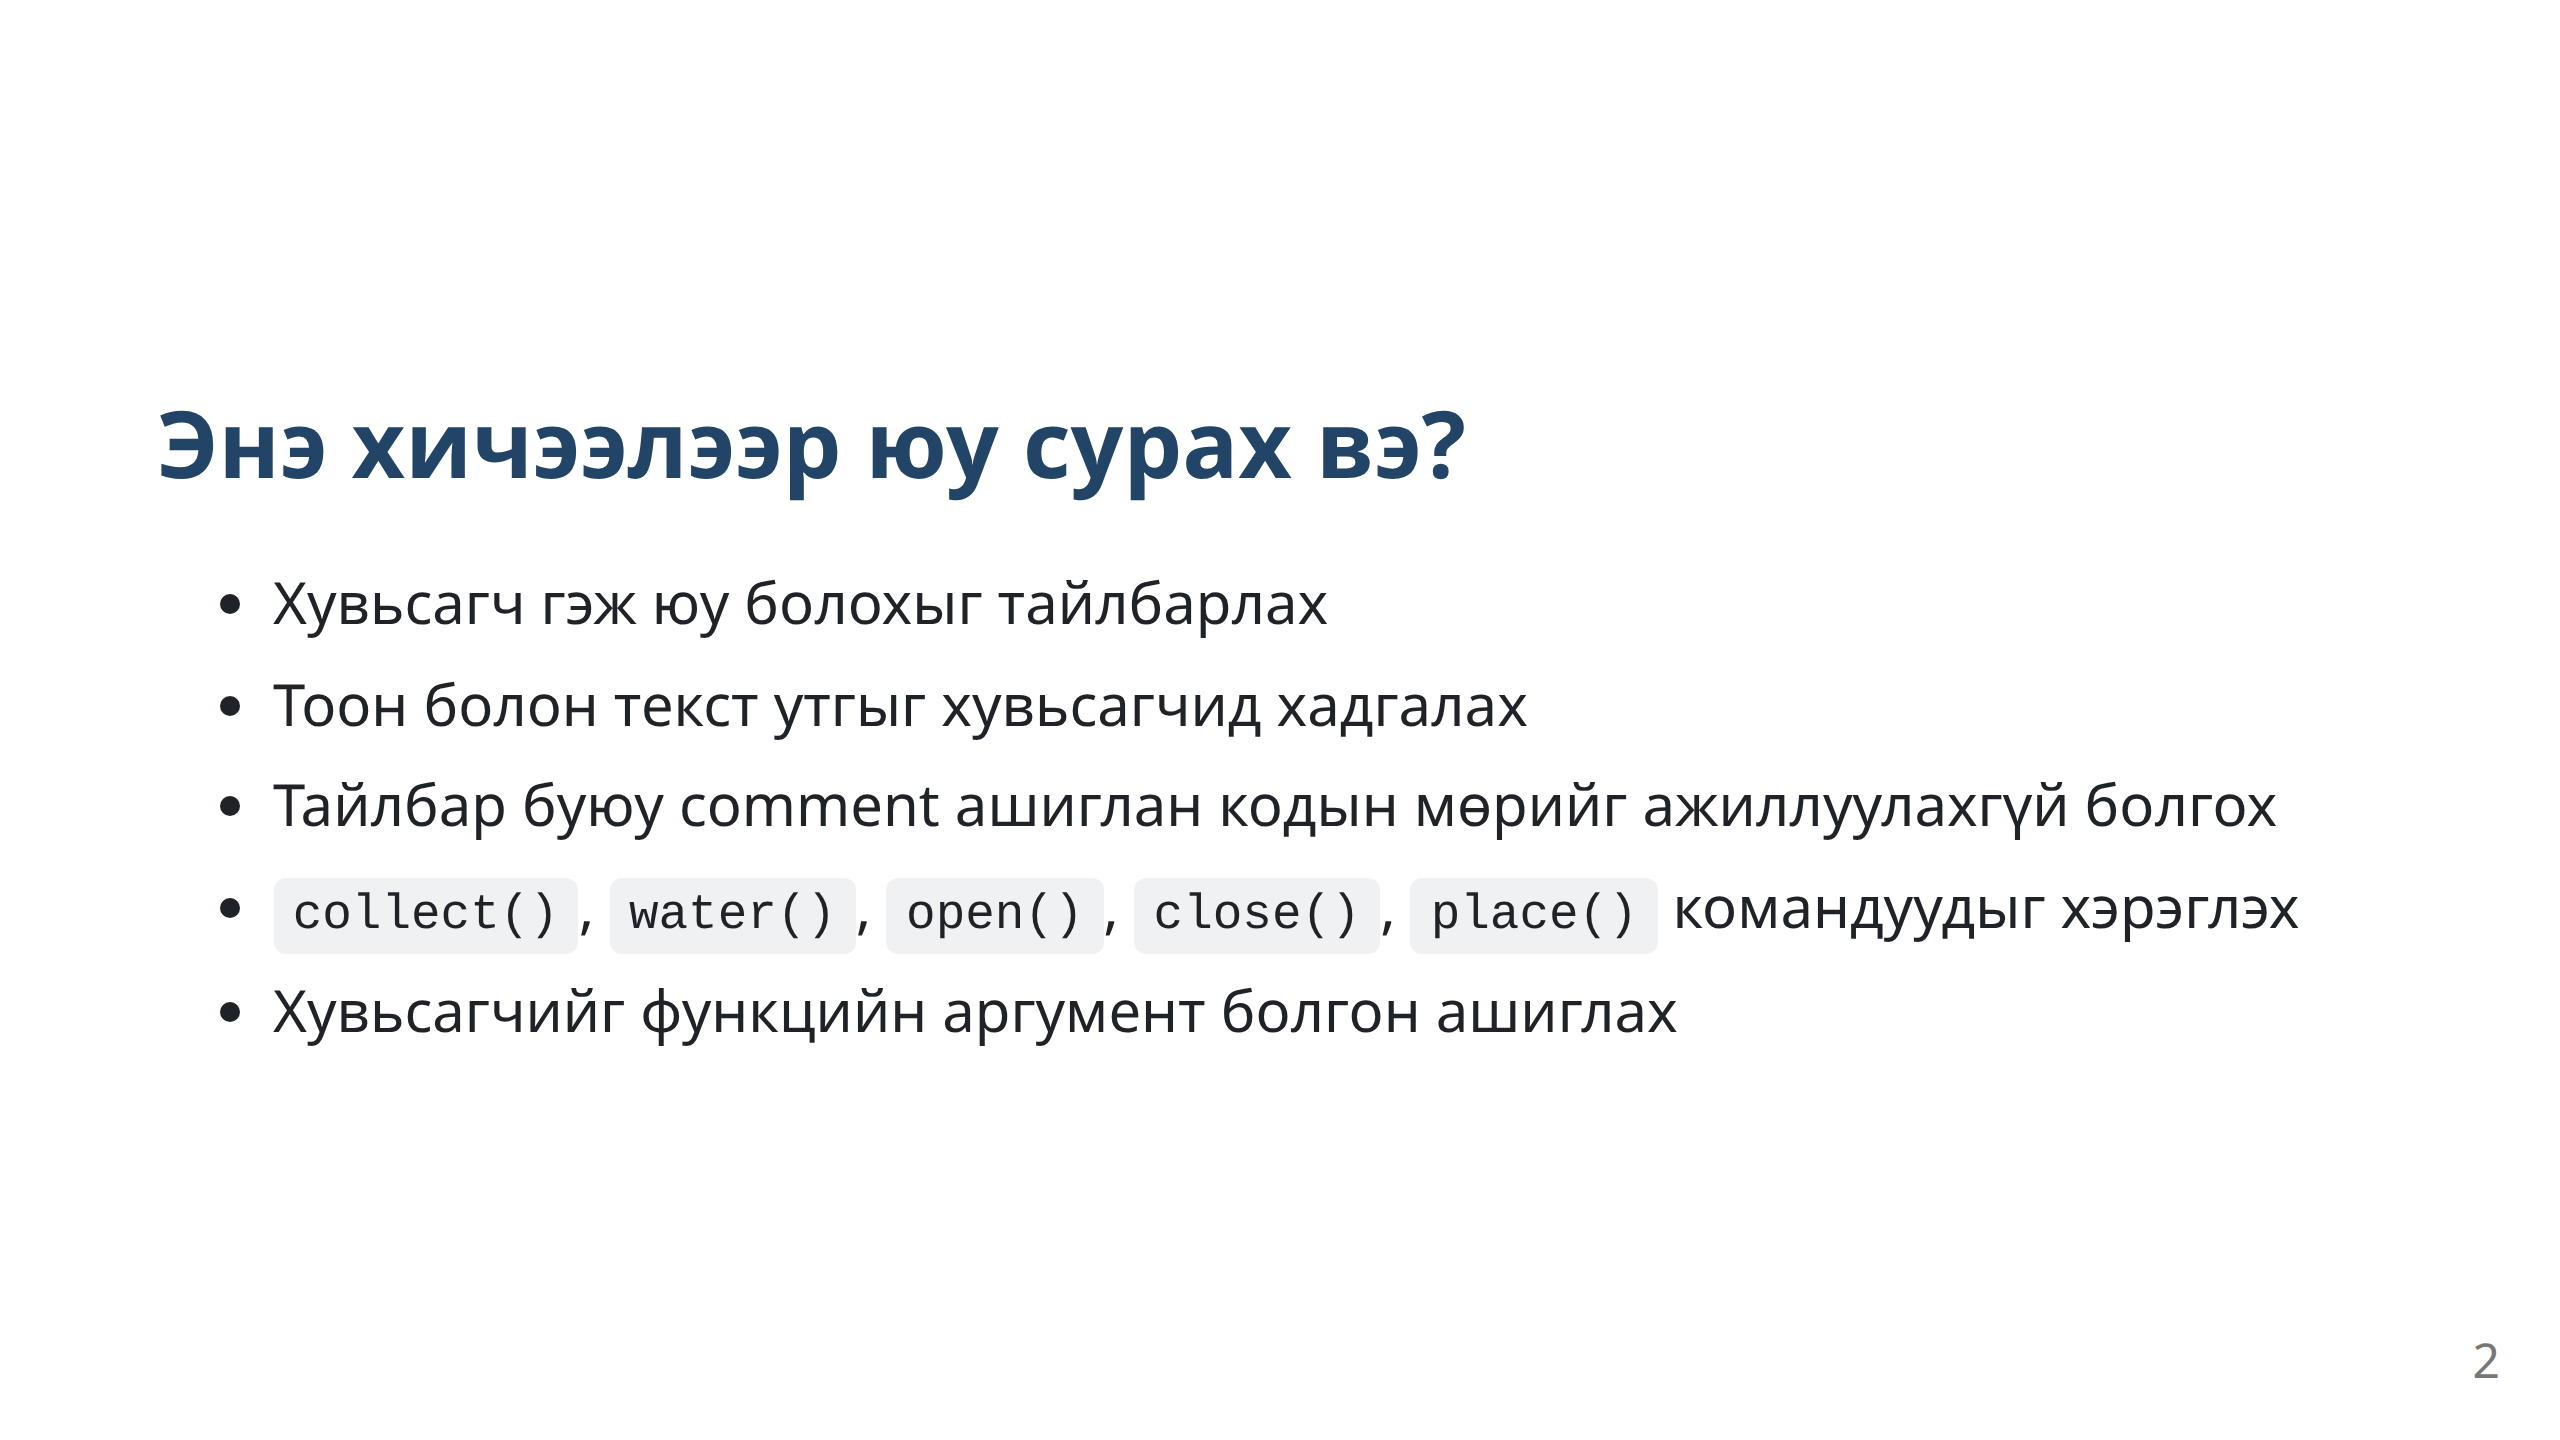 Энэ хичээлээр юу сурах вэ?
• Хувьсагч гэж юу болохыг тайлбарлах
• Тоон болон текст утгыг хувьсагчид хадгалах
• Тайлбар буюу comment ашиглан кодын мөрийг ажиллуулахгүй болгох
• collect(), water(), open(), close(), place() командуудыг хэрэглэх
• Хувьсагчийг функцийн аргумент болгон ашиглах
2